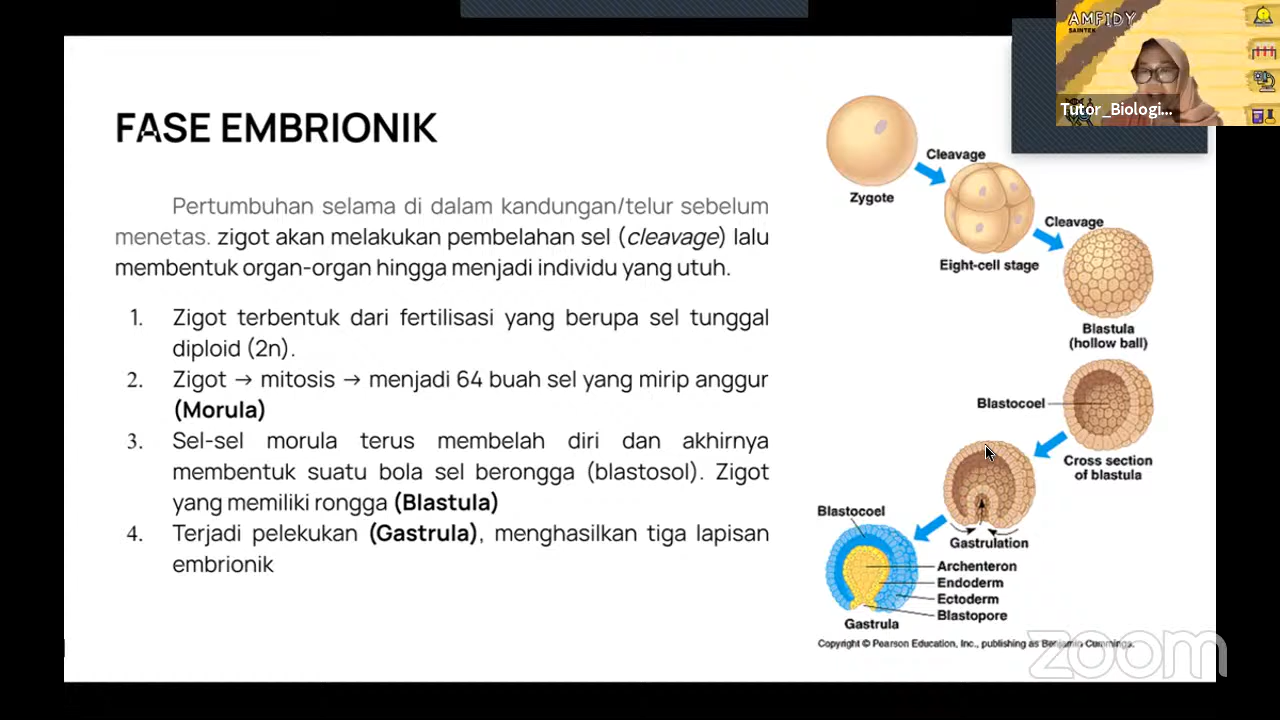 AMFIDY
SAINTEK
Tutor_Biologi...
FASE EMBRIONIK
Pertumbuhan selama di dalam kandungan/telur sebelum
menetas. zigot akan melakukan pembelahan sel (cleavage) lalu
membentuk organ-organ hingga menjadi individu yang utuh.
1. Zigot terbentuk dari fertilisasi yang berupa sel tunggal
diploid (2n).
2. Zigot → mitosis → menjadi 64 buah sel yang mirip anggur
(Morula)
3. Sel-sel morula terus membelah diri dan akhirnya
membentuk suatu bola sel berongga (blastosol). Zigot
yang memiliki rongga (Blastula)
4. Terjadi pelekukan (Gastrula), menghasilkan tiga lapisan
embrionik
Cleavage
Zygote
Cleavage
Eight-cell stage
Blastula
(hollow ball)
Blastocoel
Cross section
of blastula
Blastocoel
Gastrulation
Archenteron
Endoderm
Ectoderm
Blastopore
Gastrula
Copyright © Pearson Education, Inc., publishing as Benjamin Cummings.
zoom